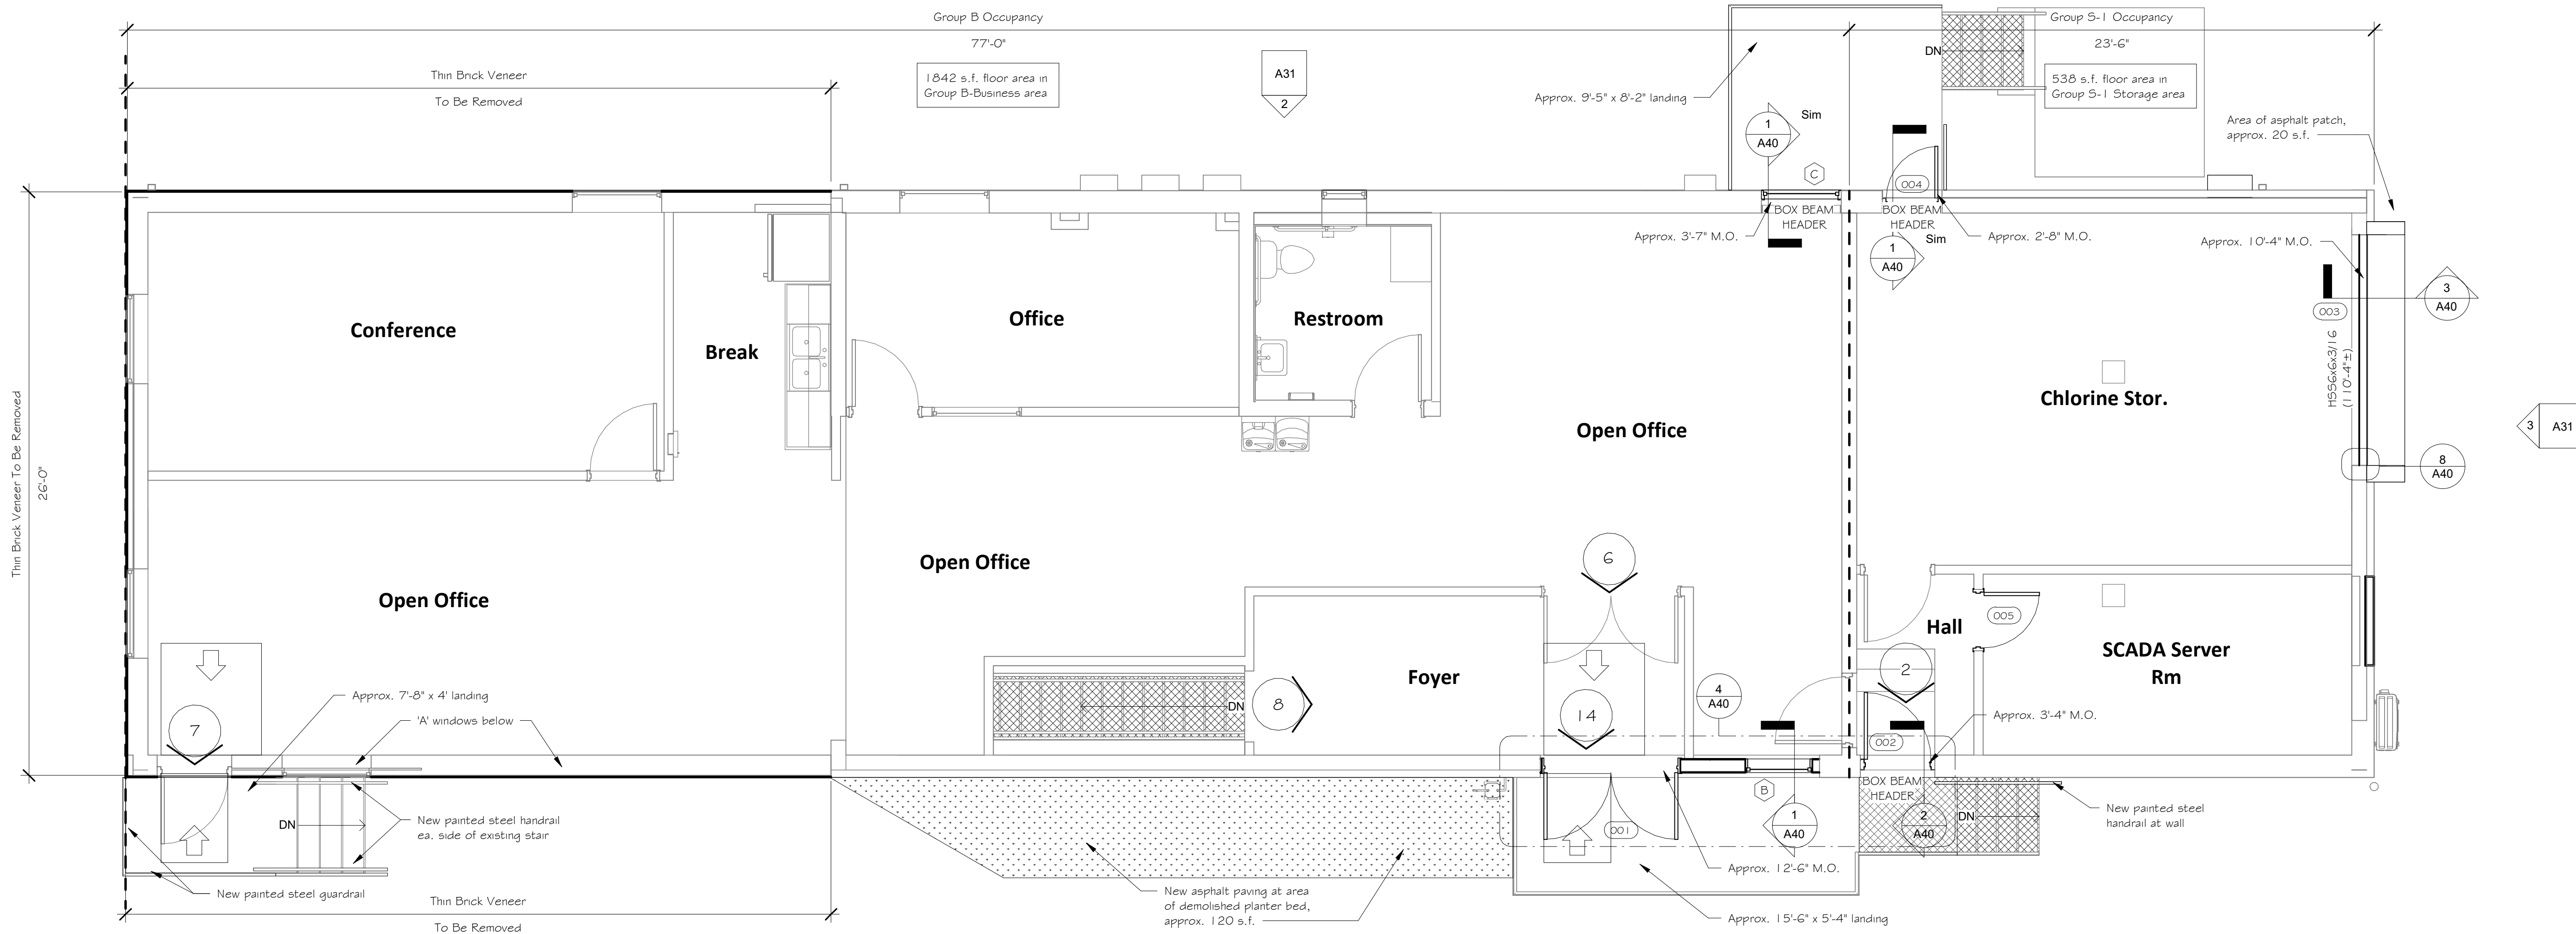 Group B Occupancy
77'-0"
Group S-1 Occupancy
23'-6"
Thin Brick Veneer
To Be Removed
1842 s.f. floor area in
Group B-Business area
A31
2
Approx. 9'-5" x 8'-2" landing
DN
538 s.f. floor area in
Group S-1 Storage area
Area of asphalt patch,
approx. 20 s.f.
1
A40
Sim
C
004
BOX BEAM
HEADER
BOX BEAM
HEADER
Approx. 3'-7" M.O.
1
A40
Sim
Approx. 2'-8" M.O.
Approx. 10'-4" M.O.
3
A40
003
HSS6x6x3/16
(110'-4"±)
Conference
Break
Office
Restroom
Open Office
Chlorine Stor.
3
A31
8
A40
Thin Brick Veneer To Be Removed
26'-0"
Open Office
Open Office
6
Hall
005
SCADA Server
Rm
Foyer
2
Approx. 7'-8" x 4' landing
'A' windows below
7
DN
8
14
4
A40
002
Approx. 3'-4" M.O.
BOX BEAM
HEADER
B
DN
New painted steel handrail
ea. side of existing stair
DN
001
1
A40
2
A40
DN
New painted steel
handrail at wall
Approx. 12'-6" M.O.
New painted steel guardrail
New asphalt paving at area
of demolished planter bed,
approx. 120 s.f.
Approx. 15'-6" x 5'-4" landing
Thin Brick Veneer
To Be Removed